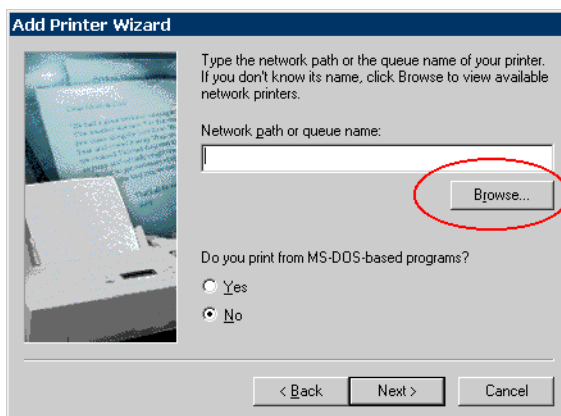 Add Printer Wizard
Type the network path or the queue name of your printer.
If you don't know its name, click Browse to view available
network printers.
Network path or queue name:
Browse...
Do you print from MS-DOS-based programs?
Yes
No
< Back
Next >
Cancel